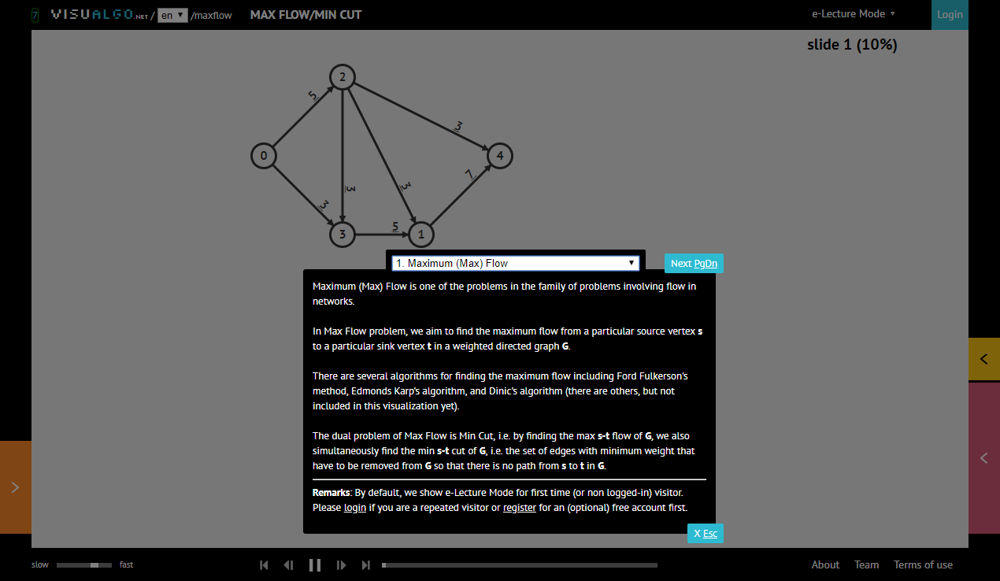 7 VISUALGO.NET / en ▼ /maxflow MAX FLOW/MIN CUT e-Lecture Mode ▼ Login
slide 1 (10%)
2
5
3
0
4
7
3
3
3
5
3
1
1. Maximum (Max) Flow ▼ Next PgDn
Maximum (Max) Flow is one of the problems in the family of problems involving flow in
networks.
In Max Flow problem, we aim to find the maximum flow from a particular source vertex s
to a particular sink vertex t in a weighted directed graph G.
There are several algorithms for finding the maximum flow including Ford Fulkerson's
method, Edmonds Karp's algorithm, and Dinic's algorithm (there are others, but not
included in this visualization yet).
The dual problem of Max Flow is Min Cut, i.e. by finding the max s-t flow of G, we also
simultaneously find the min s-t cut of G, i.e. the set of edges with minimum weight that
have to be removed from G so that there is no path from s to t in G.
Remarks: By default, we show e-Lecture Mode for first time (or non logged-in) visitor.
Please login if you are a repeated visitor or register for an (optional) free account first.
X Esc
slow fast About Team Terms of use